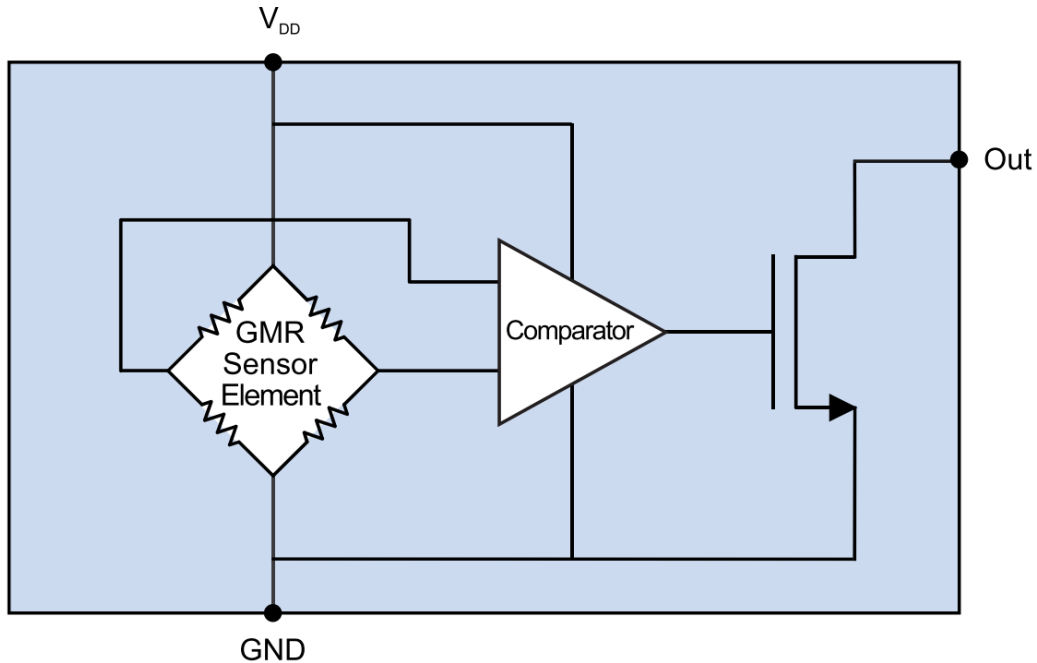 VDD
Out
GMR
Sensor
Element
Comparator
GND